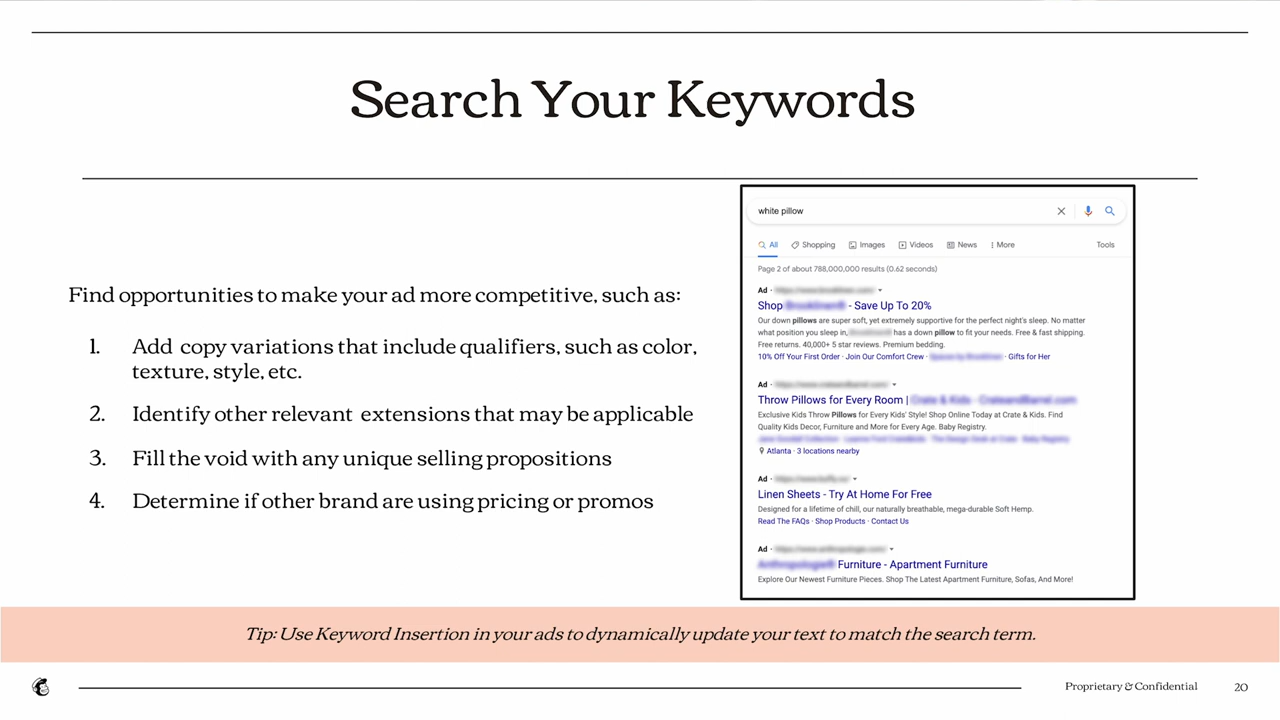 Search Your Keywords
Find opportunities to make your ad more competitive, such as:
1. Add copy variations that include qualifiers, such as color,
texture, style, etc.
2. Identify other relevant extensions that may be applicable
3. Fill the void with any unique selling propositions
4. Determine if other brand are using pricing or promos
white pillow
All Shopping Images Videos News More Tools
Page 2 of about 788,000,000 results (0.62 seconds)
Ad ·
Shop - Save Up To 20%
Our down pillows are super soft, yet extremely supportive for the perfect night's sleep. No matter
what position you sleep in, has a down pillow to fit your needs. Free & fast shipping.
Free returns. 40,000+ 5 star reviews. Premium bedding.
10% Off Your First Order · Join Our Comfort Crew · · Gifts for Her
Ad ·
Throw Pillows for Every Room |
Exclusive Kids Throw Pillows for Every Kids' Style! Shop Online Today at Crate & Kids. Find
Quality Kids Decor, Furniture and More for Every Age. Baby Registry.
Atlanta · 3 locations nearby
Ad ·
Linen Sheets - Try At Home For Free
Designed for a lifetime of chill, our naturally breathable, mega-durable Soft Hemp.
Read The FAQs · Shop Products · Contact Us
Ad ·
Furniture - Apartment Furniture
Explore Our Newest Furniture Pieces. Shop The Latest Apartment Furniture, Sofas, And More!
Tip: Use Keyword Insertion in your ads to dynamically update your text to match the search term.
Proprietary & Confidential 20